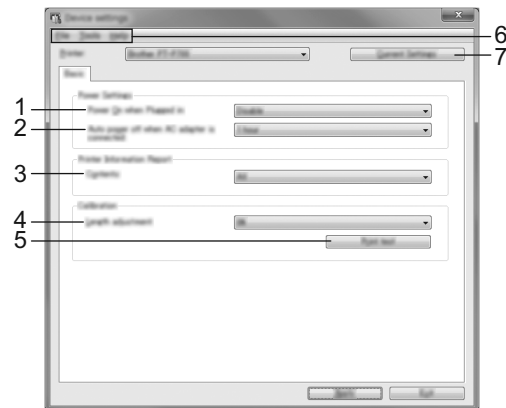 Device settings
File Tools Help
6
Printer: Brother
Current Settings
7
Basic
Power Settings
1
Power On when Plugged in
Disable
2
Auto power off when AC adapter is
connected
hour
Printer Information Report
3
Contents:
All
Calibration
4
Length adjustment
5
Print test
Apply
Exit